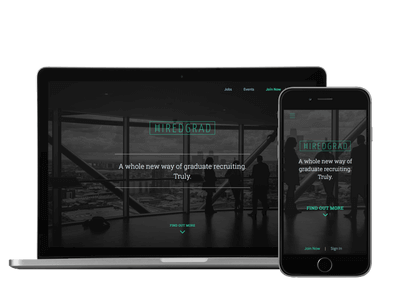 Jobs Events Join Now
HIREDGRAD
A whole new way of graduate recruiting.
Truly.
FIND OUT MORE
HIREDGRAD
A whole new way of
graduate recruiting.
Truly.
FIND OUT MORE
Join Now | Sign In